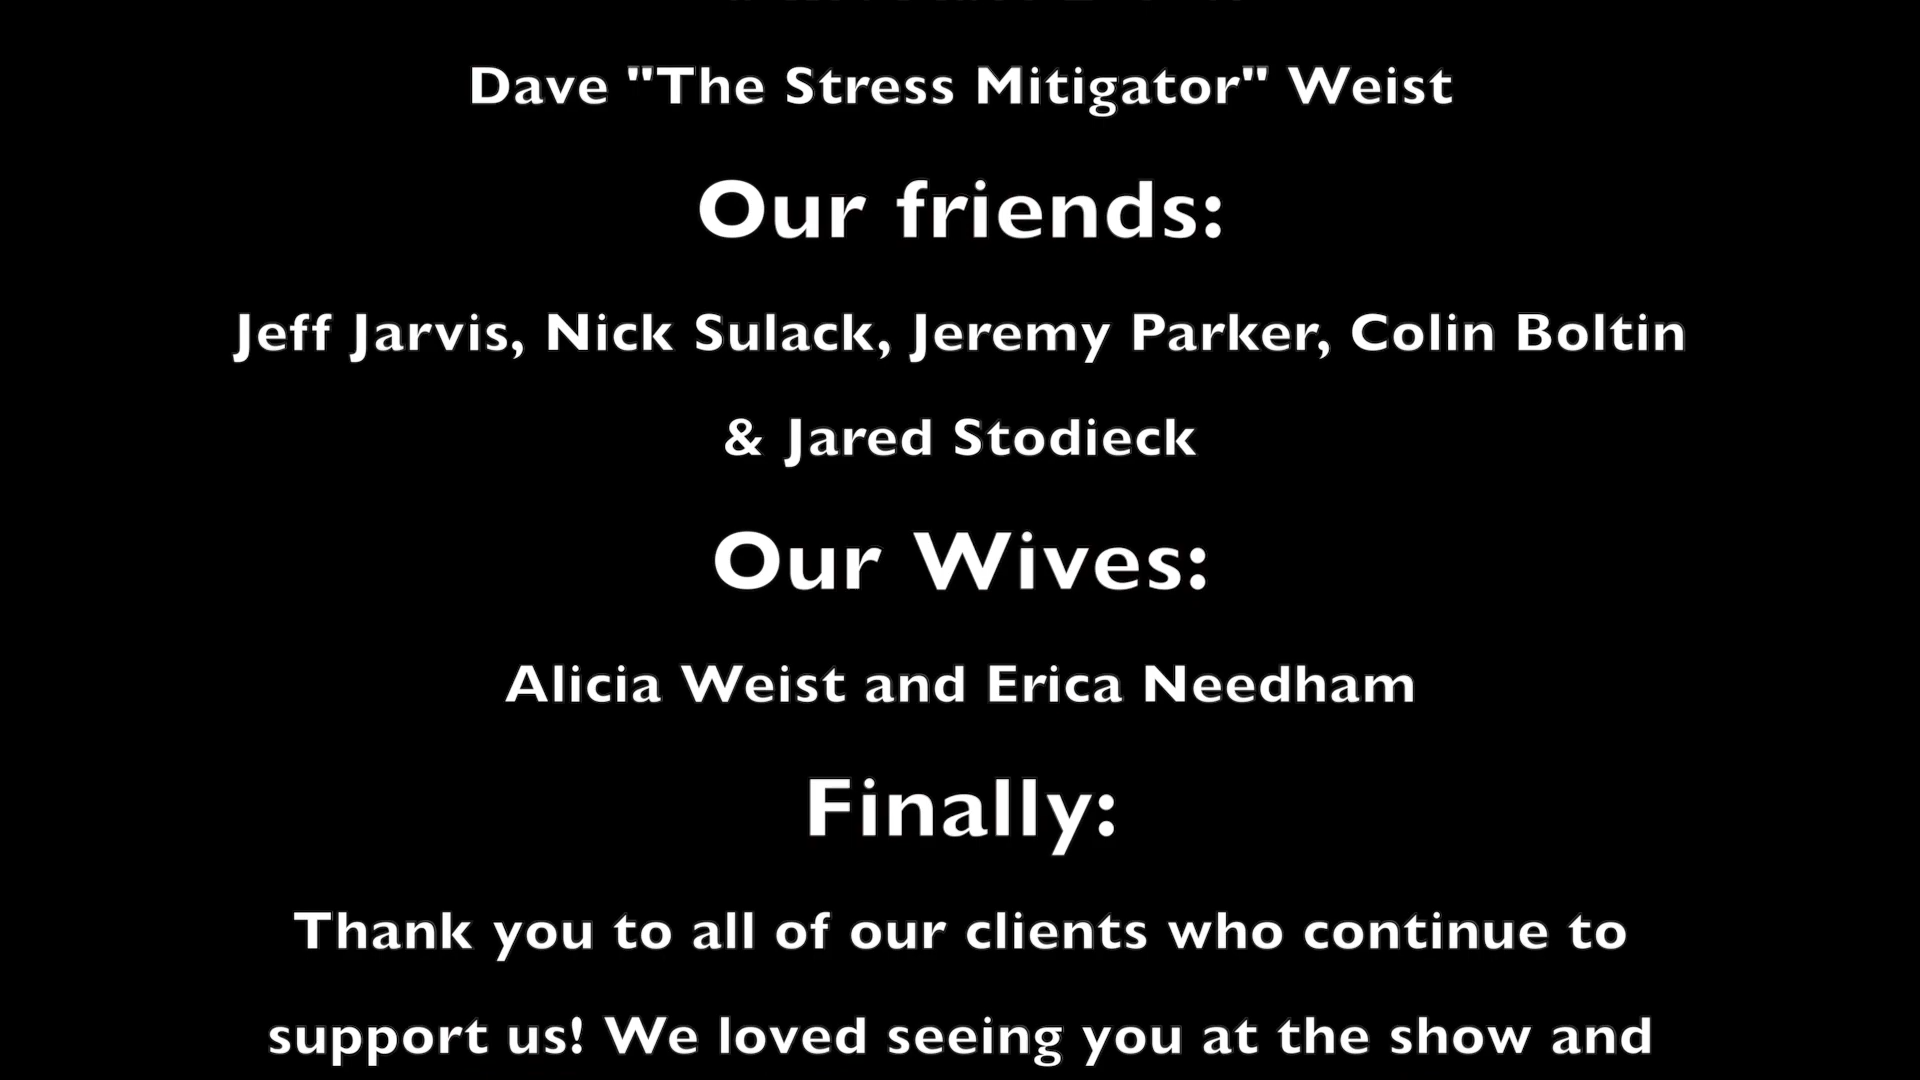 Dave "The Stress Mitigator" Weist
Our friends:
Jeff Jarvis, Nick Sulack, Jeremy Parker, Colin Boltin
& Jared Stodieck
Our Wives:
Alicia Weist and Erica Needham
Finally:
Thank you to all of our clients who continue to
support us! We loved seeing you at the show and